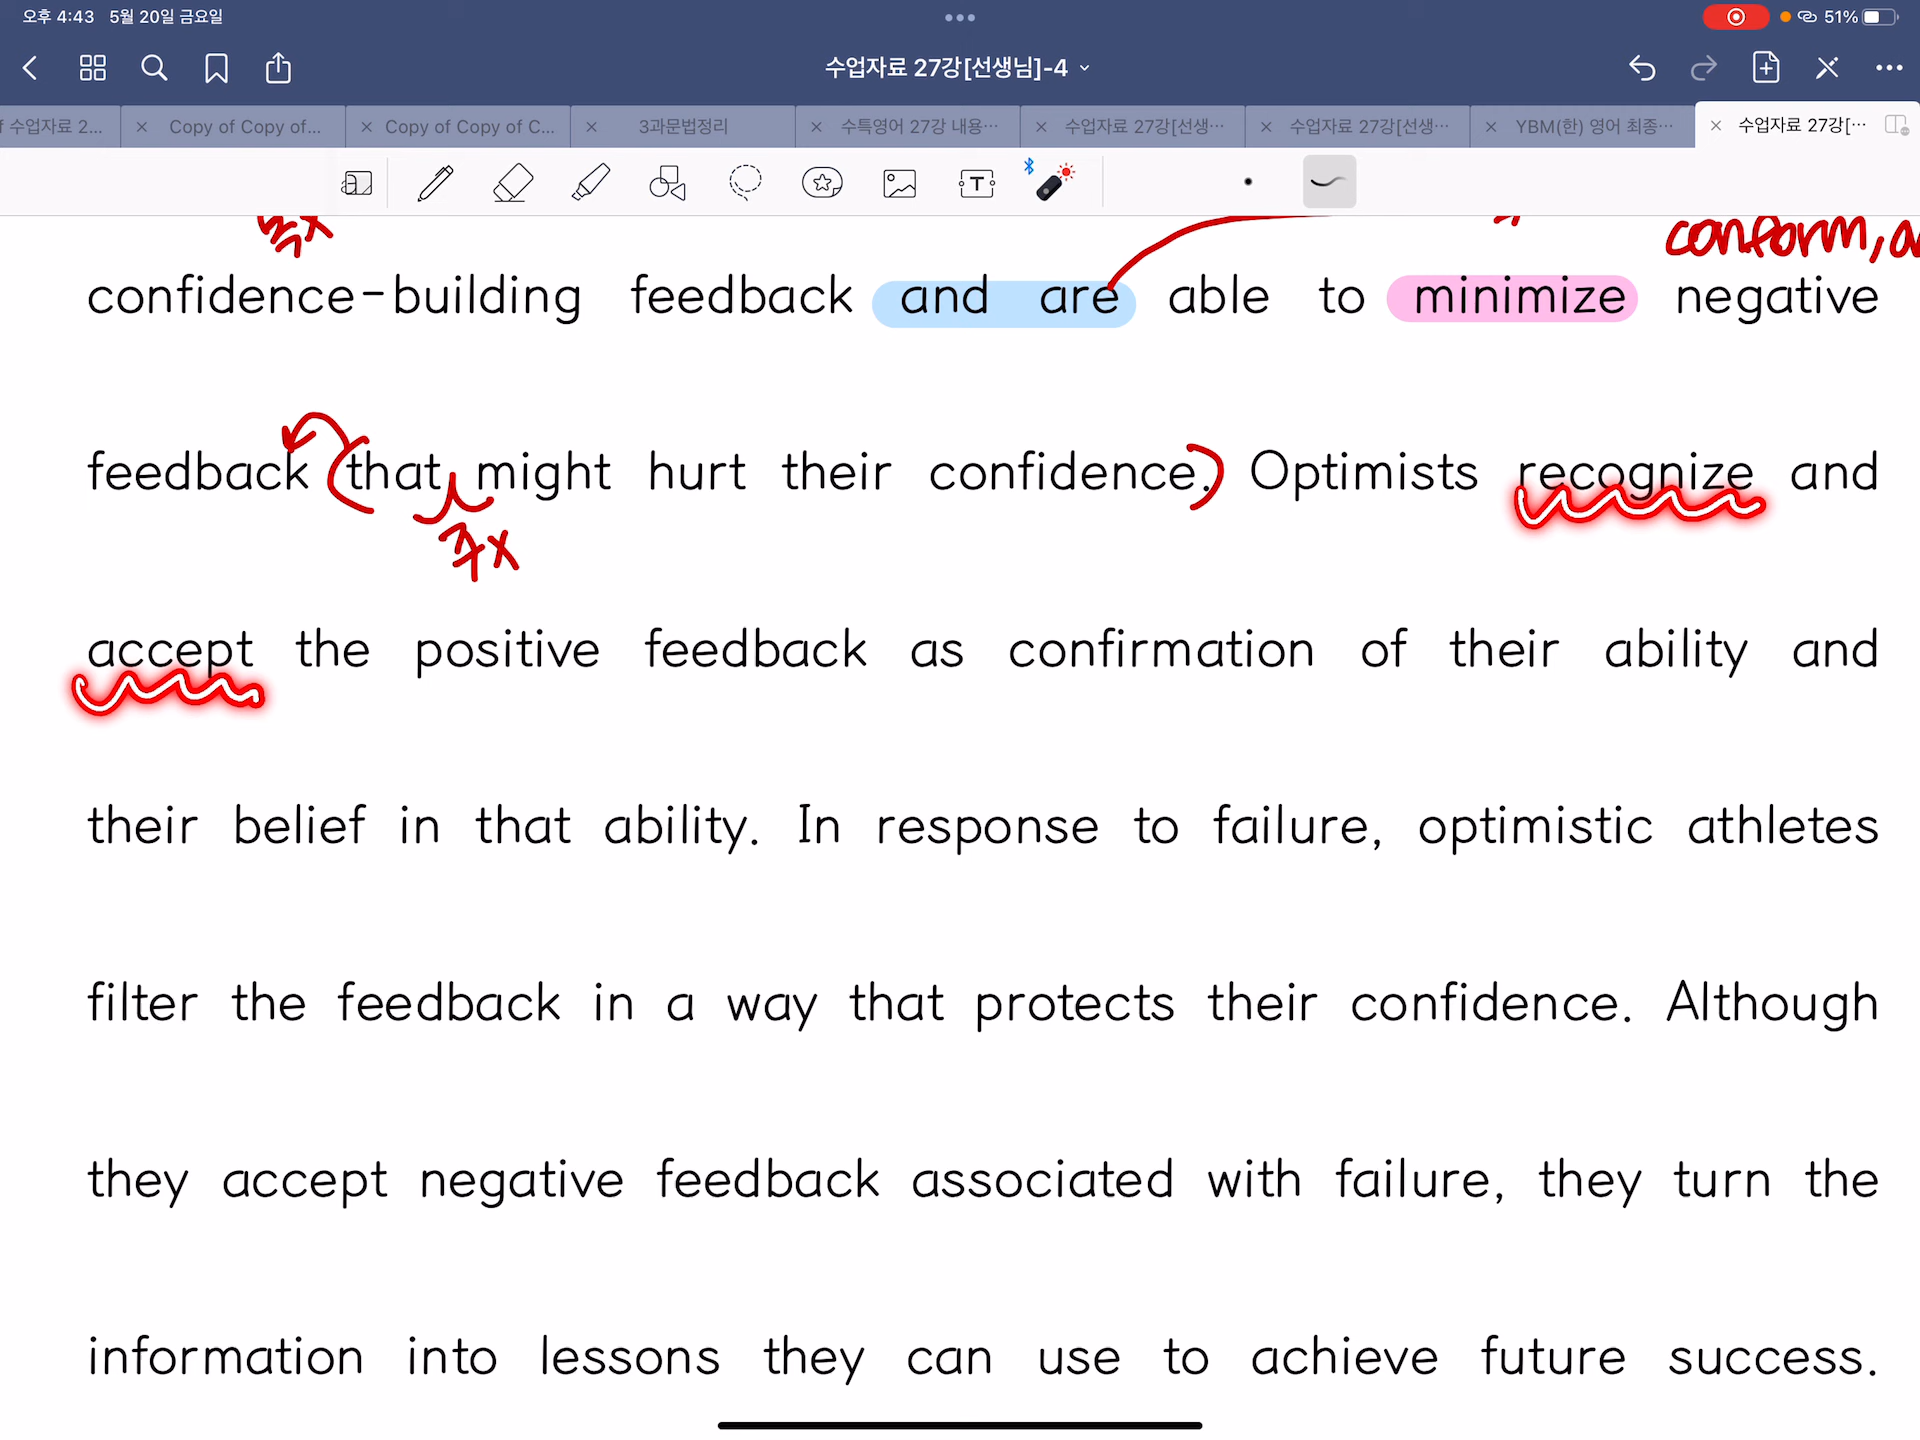 오후 4:43 5월 20일 금요일
51%
수업자료 27강[선생님]-4
수업자료 2...
Copy of Copy of...
Copy of Copy of C...
3과문법정리
수특영어 27강 내용…
수업자료 27강[선생…
수업자료 27강[선생…
YBM(한) 영어 최종…
수업자료 27강[…
conform,
confidence-building feedback and are able to minimize negative
feedback (that might hurt their confidence.) Optimists recognize and
accept the positive feedback as confirmation of their ability and
their belief in that ability. In response to failure, optimistic athletes
filter the feedback in a way that protects their confidence. Although
they accept negative feedback associated with failure, they turn the
information into lessons they can use to achieve future success.